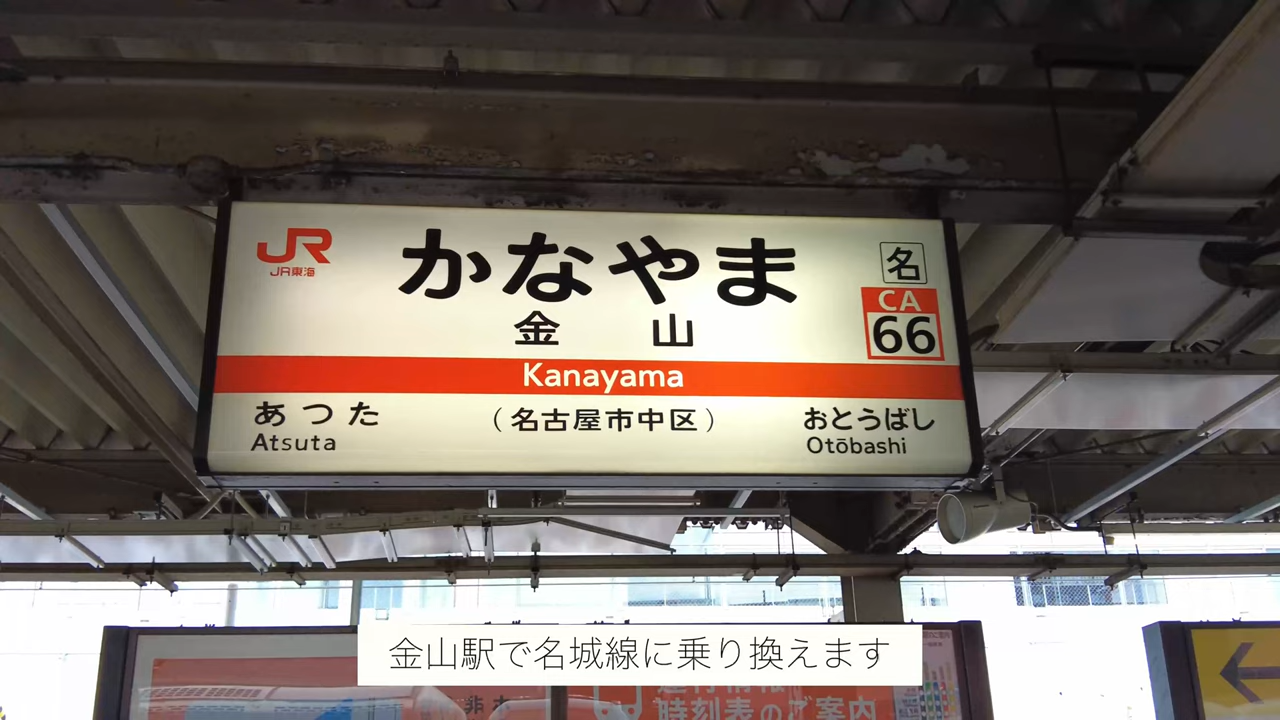 JR
JR東海
かなやま
金山
名
CA
66
Kanayama
あつた
Atsuta
（名古屋市中区）
おとうばし
Otōbashi
金山駅で名城線に乗り換えます
時刻表のご案内